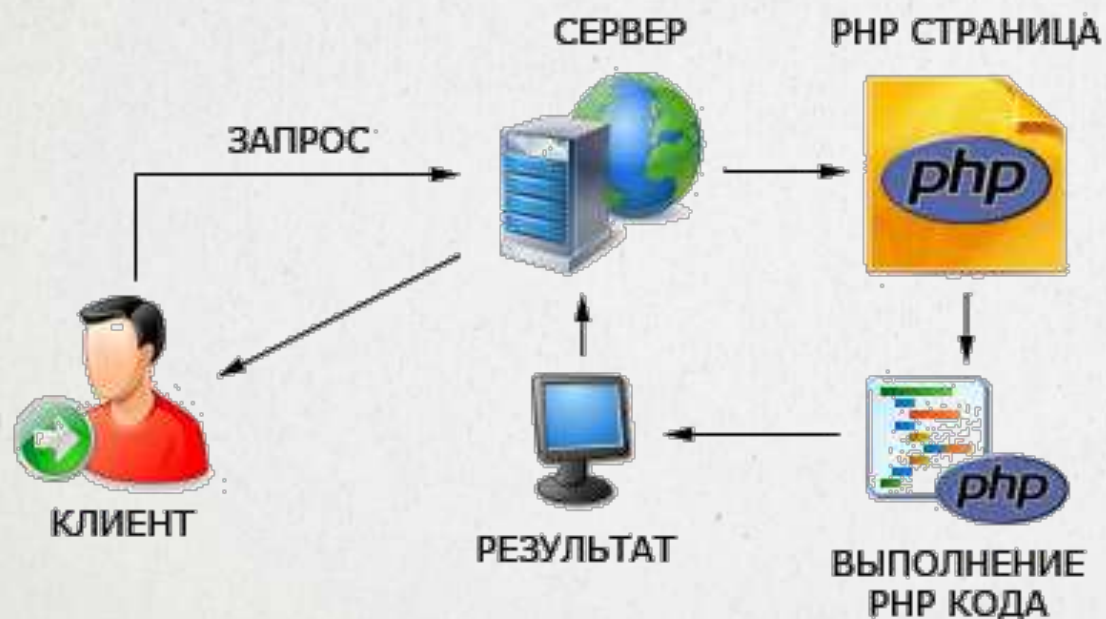 СЕРВЕР
PHP СТРАНИЦА
ЗАПРОС
php
php
КЛИЕНТ
РЕЗУЛЬТАТ
ВЫПОЛНЕНИЕ
PHP КОДА